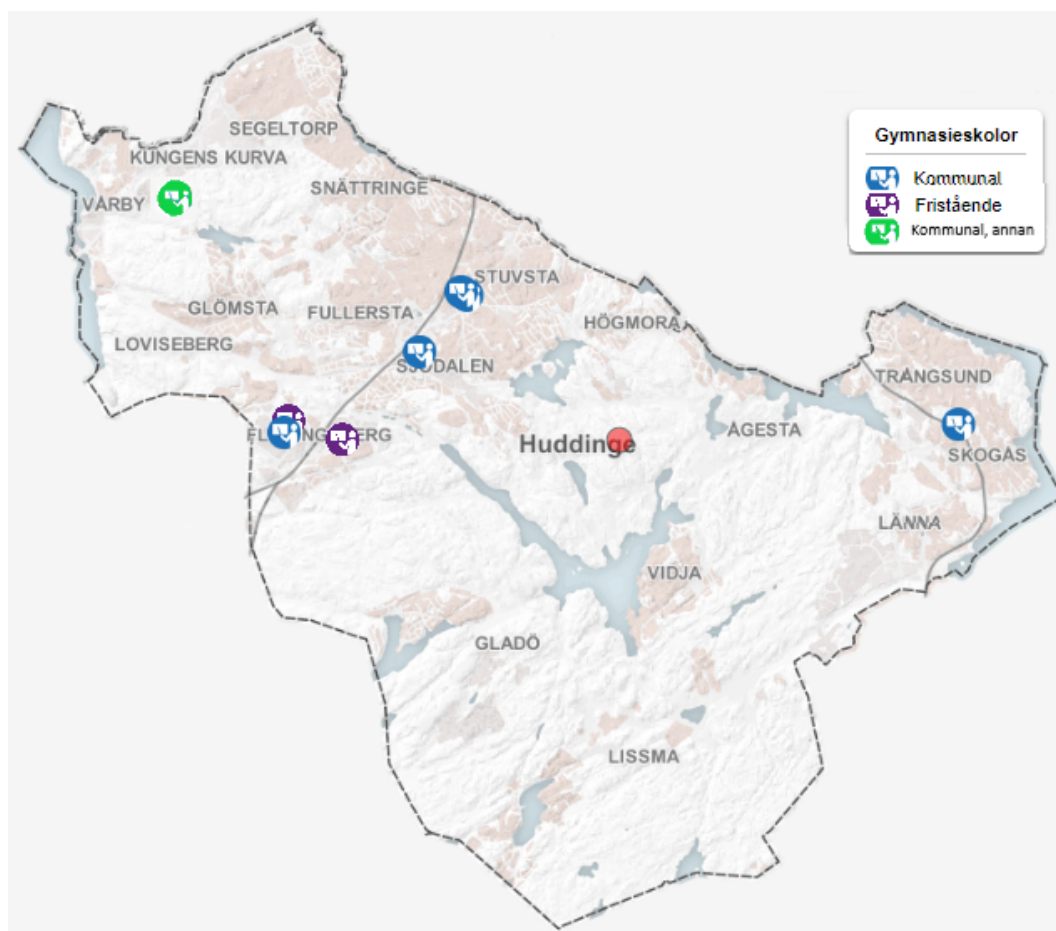 SEGELTORP
KUNGENS KURVA
SNÄTTRINGE
VÅRBY
Gymnasieskolor
Kommunal
Fristående
Kommunal, annan
STUVSTA
GLÖMSTA
FULLERSTA
HÖGMORA
LOVISEBERG
SJÖDALEN
TRÅNGSUND
ÅGESTA
Huddinge
SKOGÅS
LÄNNA
VIDJA
GLADÖ
LISSMA